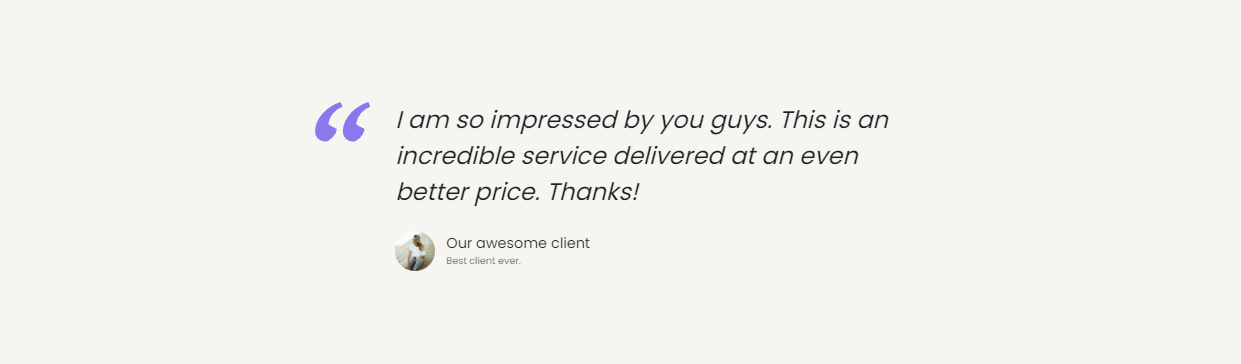 “
I am so impressed by you guys. This is an
incredible service delivered at an even
better price. Thanks!
Our awesome client
Best client ever.